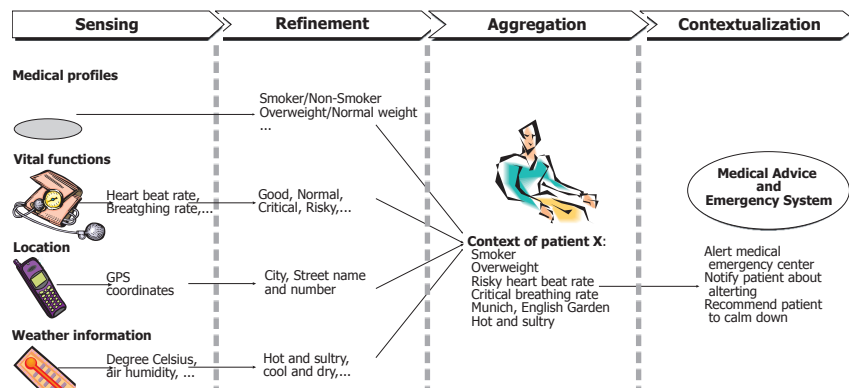 Sensing
Refinement
Aggregation
Contextualization
Medical profiles
Smoker/Non-Smoker
Overweight/Normal weight
...
Vital functions
Heart beat rate,
Breatghing rate,...
Good, Normal,
Critical, Risky,...
Location
GPS
coordinates
City, Street name
and number
Weather information
Degree Celsius,
air humidity, ...
Hot and sultry,
cool and dry,...
Context of patient X:
Smoker
Overweight
Risky heart beat rate
Critical breathing rate
Munich, English Garden
Hot and sultry
Medical Advice
and
Emergency System
Alert medical
emergency center
Notify patient about
alterting
Recommend patient
to calm down